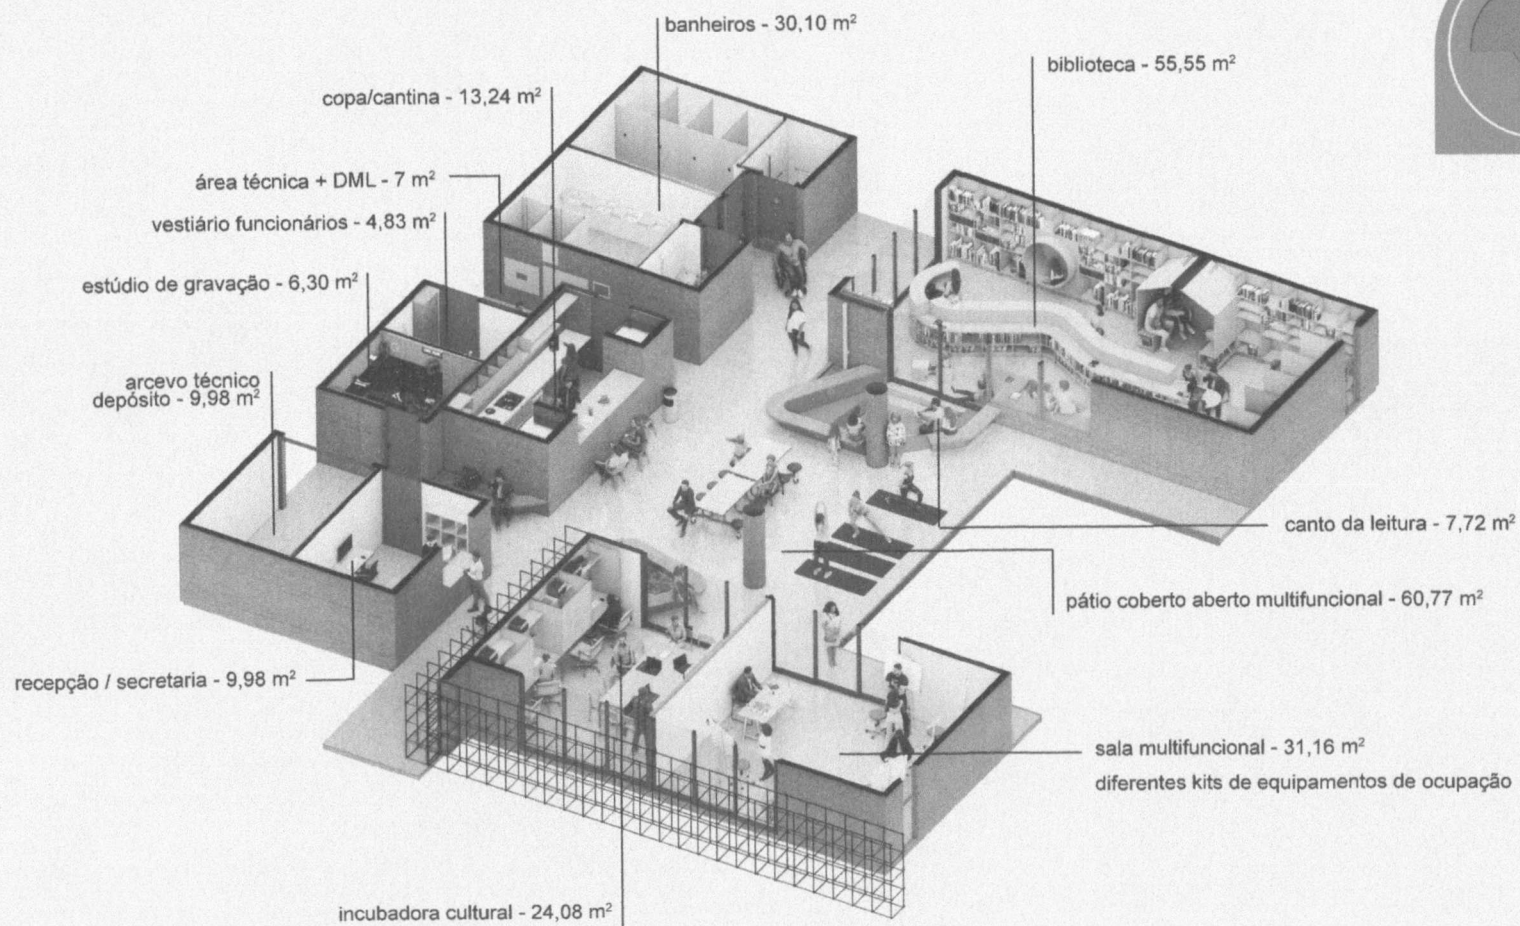 banheiros - 30,10 m²
biblioteca - 55,55 m²
copa/cantina - 13,24 m²
área técnica + DML - 7 m²
vestiário funcionários - 4,83 m²
estúdio de gravação - 6,30 m²
arcevo técnico
depósito - 9,98 m²
canto da leitura - 7,72 m²
pátio coberto aberto multifuncional - 60,77 m²
recepção / secretaria - 9,98 m²
sala multifuncional - 31,16 m²
diferentes kits de equipamentos de ocupação
incubadora cultural - 24,08 m²